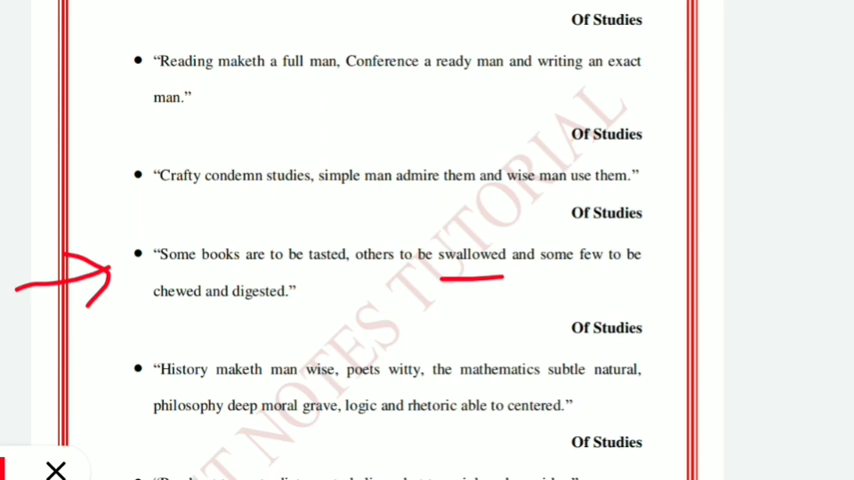 Of Studies
• “Reading maketh a full man, Conference a ready man and writing an exact
man.”
Of Studies
• “Crafty condemn studies, simple man admire them and wise man use them.”
Of Studies
• “Some books are to be tasted, others to be swallowed and some few to be
chewed and digested.”
Of Studies
• “History maketh man wise, poets witty, the mathematics subtle natural,
philosophy deep moral grave, logic and rhetoric able to centered.”
Of Studies
NOTES TUTORIAL